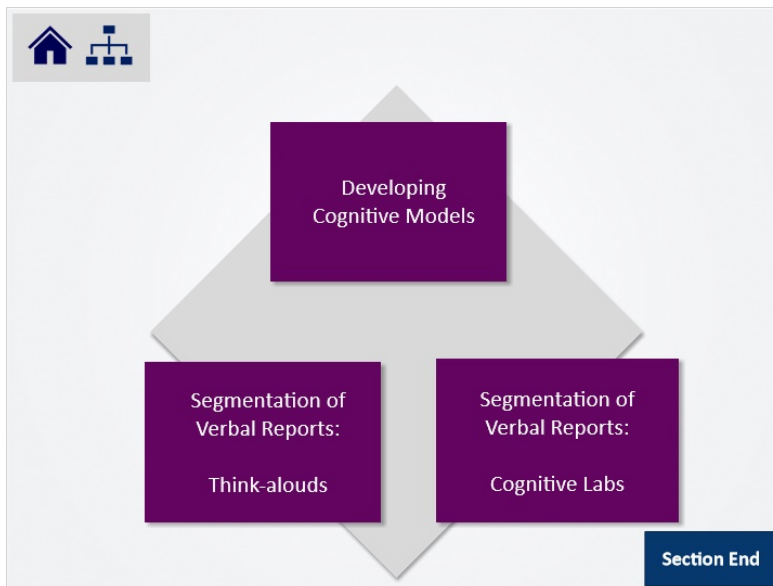 Developing
Cognitive Models
Segmentation of
Verbal Reports:
Think-alouds
Segmentation of
Verbal Reports:
Cognitive Labs
Section End